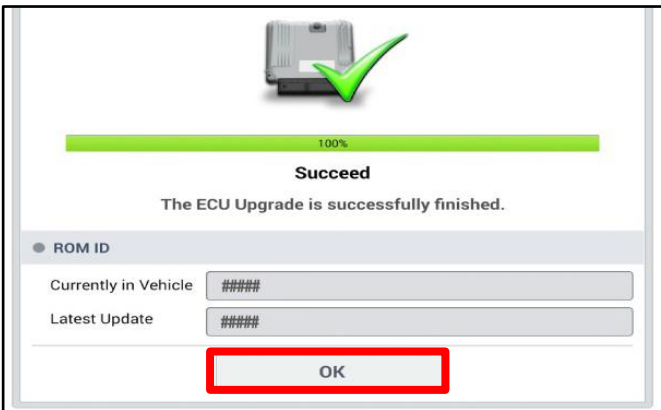 100%
Succeed
The ECU Upgrade is successfully finished.
ROM ID
Currently in Vehicle #####
Latest Update #####
OK